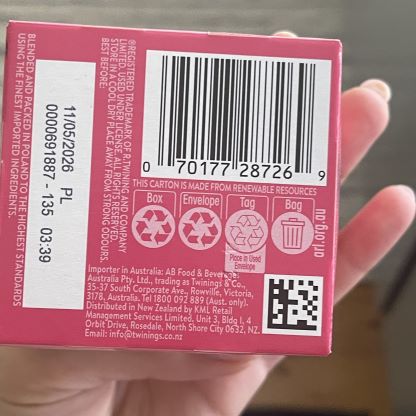 ®REGISTERED TRADEMARK OF R.TWINING AND COMPANY
LIMITED, USED UNDER LICENSE. ALL RIGHTS RESERVED.
STORE IN A COOL DRY PLACE AWAY FROM STRONG ODOURS.
BEST BEFORE:
11/05/2026 PL
0000691887 - 135 03:39
BLENDED AND PACKED IN POLAND TO THE HIGHEST STANDARDS
USING THE FINEST IMPORTED INGREDIENTS.
0 70177 28726 9
THIS CARTON IS MADE FROM RENEWABLE RESOURCES
Box Envelope Tag Bag
arl.org.au
Place in Used
Envelope
Importer in Australia: AB Food & Beverages
Australia Pty. Ltd., trading as Twinings & Co.,
35-37 South Corporate Ave., Rowville, Victoria,
3178, Australia. Tel 1800 092 889 (Aust. only).
Distributed in New Zealand by KML Retail
Management Services Limited, Unit 3, Bldg 1, 4
Orbit Drive, Rosedale, North Shore City 0632, NZ.
Email: info@twinings.co.nz